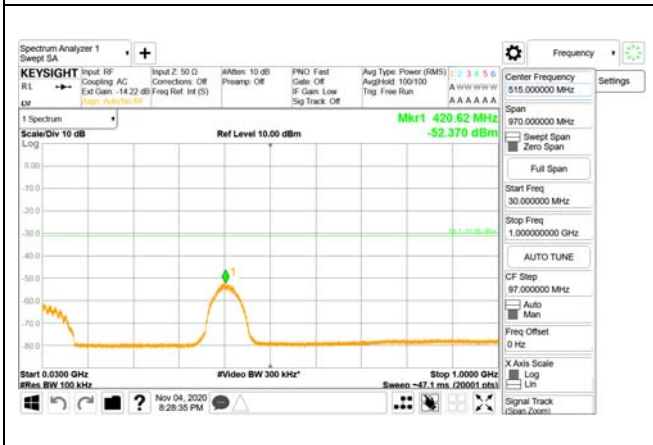 Spectrum Analyzer 1
Swept SA
Frequency
KEYSIGHT
RL
Input: RF
Coupling: AC
Ext Gain: -14.22 dB
Align: Auto/No RF
Input Z: 50 Ω
Corrections: Off
Freq Ref: Int (S)
#Atten: 10 dB
Preamp: Off
PNO: Fast
Gate: Off
IF Gain: Low
Sig Track: Off
Avg Type: Power (RMS)
Avg|Hold: 100/100
Trig: Free Run
1 2 3 4 5 6
A W W W W W
A A A A A A
1 Spectrum
Scale/Div 10 dB
Ref Level 10.00 dBm
Mkr1 420.62 MHz
-52.370 dBm
Log
0.00
-10.0
-20.0
-30.0
-40.0
-50.0
-60.0
-70.0
-80.0
1
Start 0.0300 GHz
#Res BW 100 kHz
#Video BW 300 kHz*
Stop 1.0000 GHz
Sweep ~47.1 ms (20001 pts)
Nov 04, 2020
8:28:35 PM
Center Frequency
515.000000 MHz
Settings
Span
970.000000 MHz
Swept Span
Zero Span
Full Span
Start Freq
30.000000 MHz
Stop Freq
1.000000000 GHz
AUTO TUNE
CF Step
97.000000 MHz
Auto
Man
Freq Offset
0 Hz
X Axis Scale
Log
Lin
Signal Track
(Span Zoom)